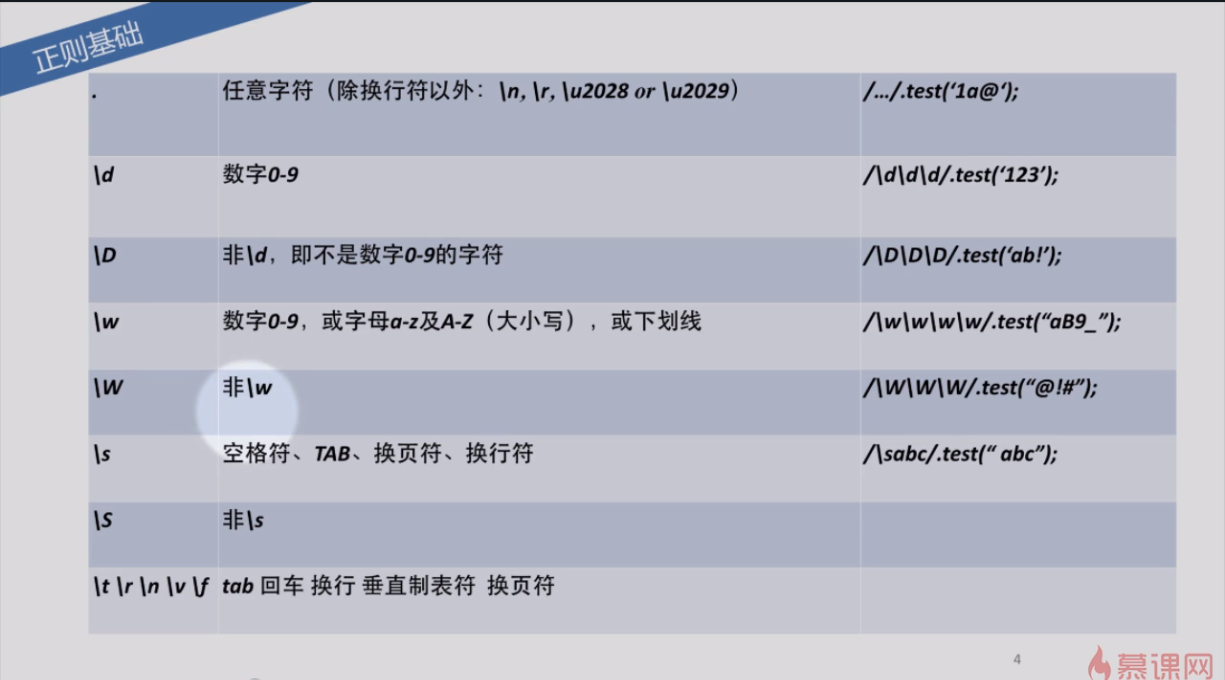 正则基础
. 任意字符（除换行符以外：\n, \r, \u2028 or \u2029） /.../.test(‘1a@‘);
\d 数字0-9 /\d\d\d/.test(‘123’);
\D 非\d，即不是数字0-9的字符 /\D\D\D/.test(‘ab!’);
\w 数字0-9，或字母a-z及A-Z（大小写），或下划线 /\w\w\w\w/.test(“aB9_”);
\W 非\w /\W\W\W/.test(“@!#”);
\s 空格符、TAB、换页符、换行符 /\sabc/.test(“ abc”);
\S 非\s
\t \r \n \v \f tab 回车 换行 垂直制表符 换页符
4
慕课网